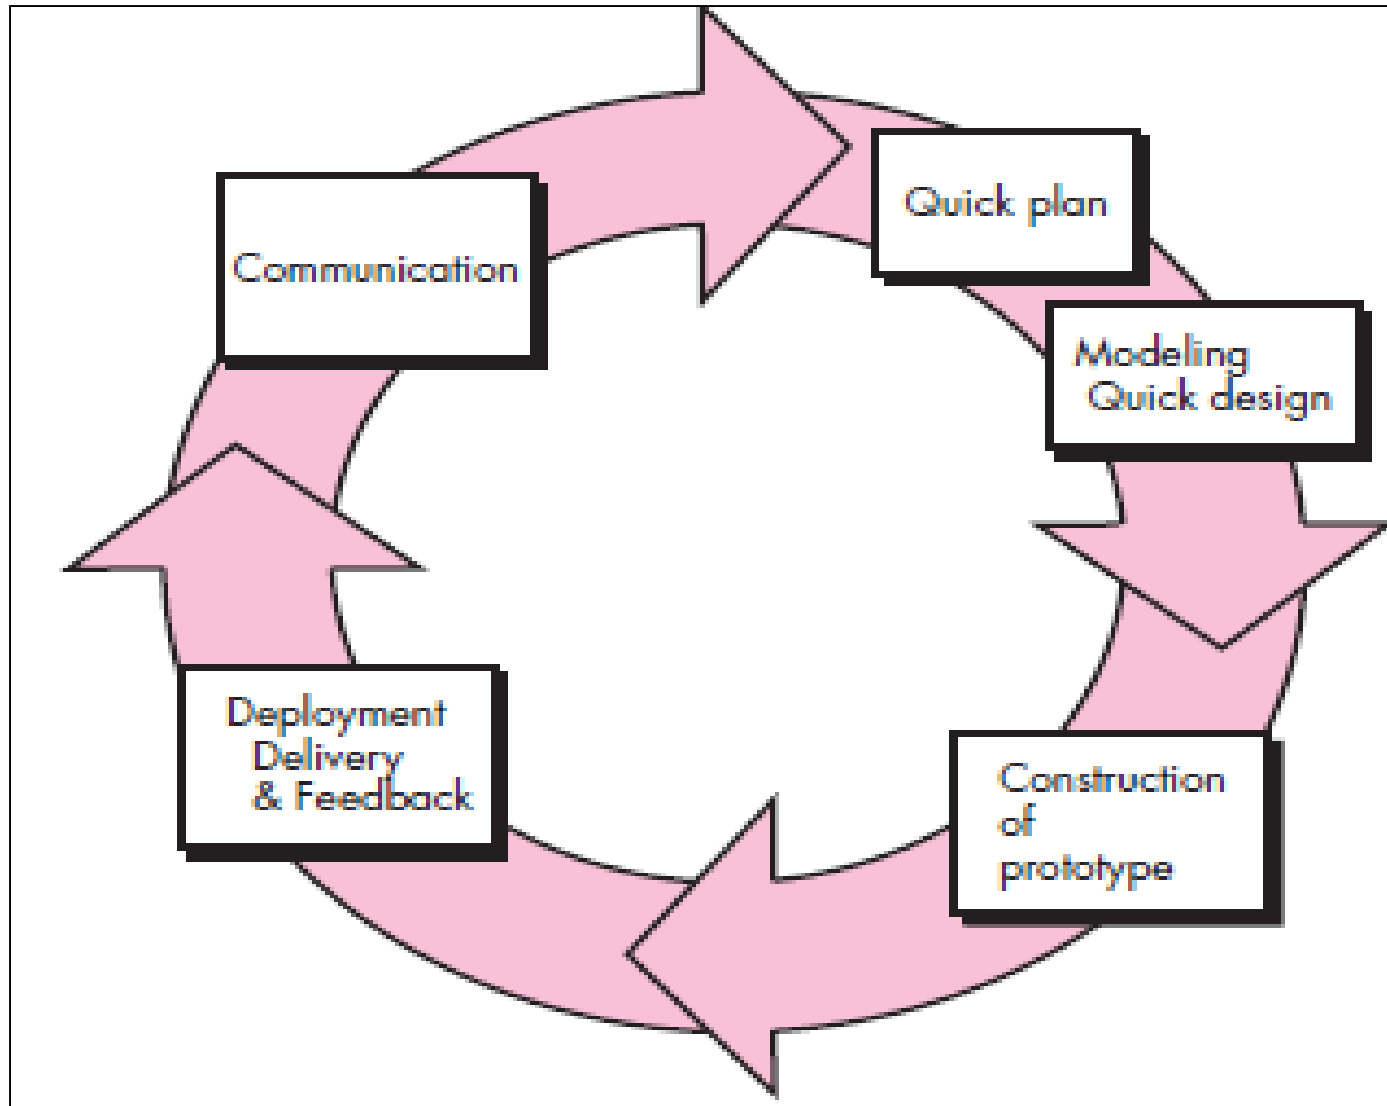 Communication
Quick plan
Modeling
Quick design
Construction
of
prototype
Deployment
Delivery
& Feedback